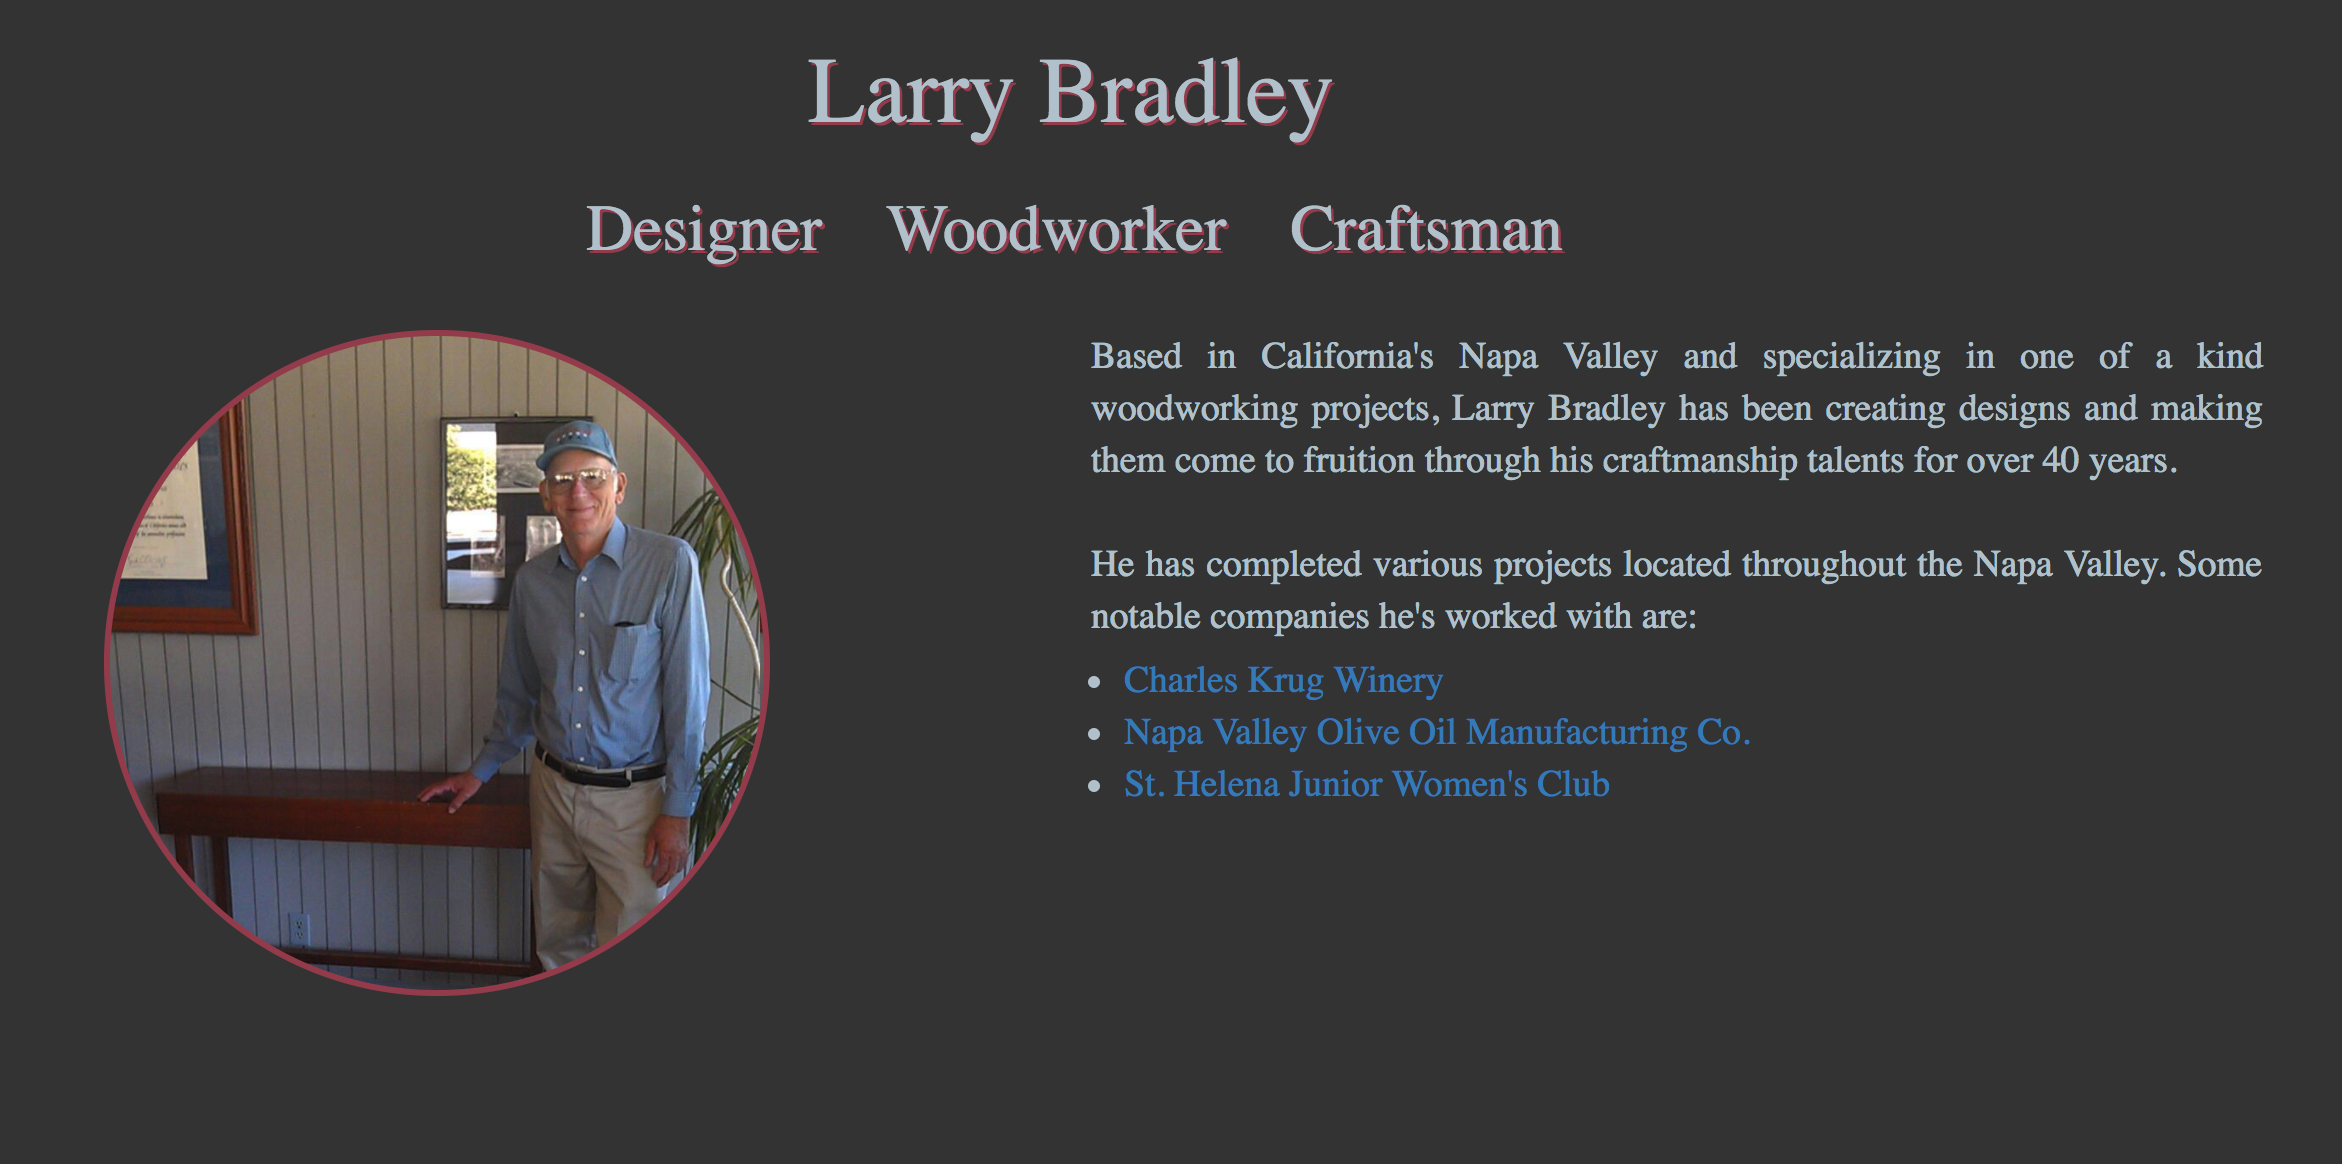 Larry Bradley
Designer Woodworker Craftsman
Based in California's Napa Valley and specializing in one of a kind
woodworking projects, Larry Bradley has been creating designs and making
them come to fruition through his craftmanship talents for over 40 years.
He has completed various projects located throughout the Napa Valley. Some
notable companies he's worked with are:
• Charles Krug Winery
• Napa Valley Olive Oil Manufacturing Co.
• St. Helena Junior Women's Club